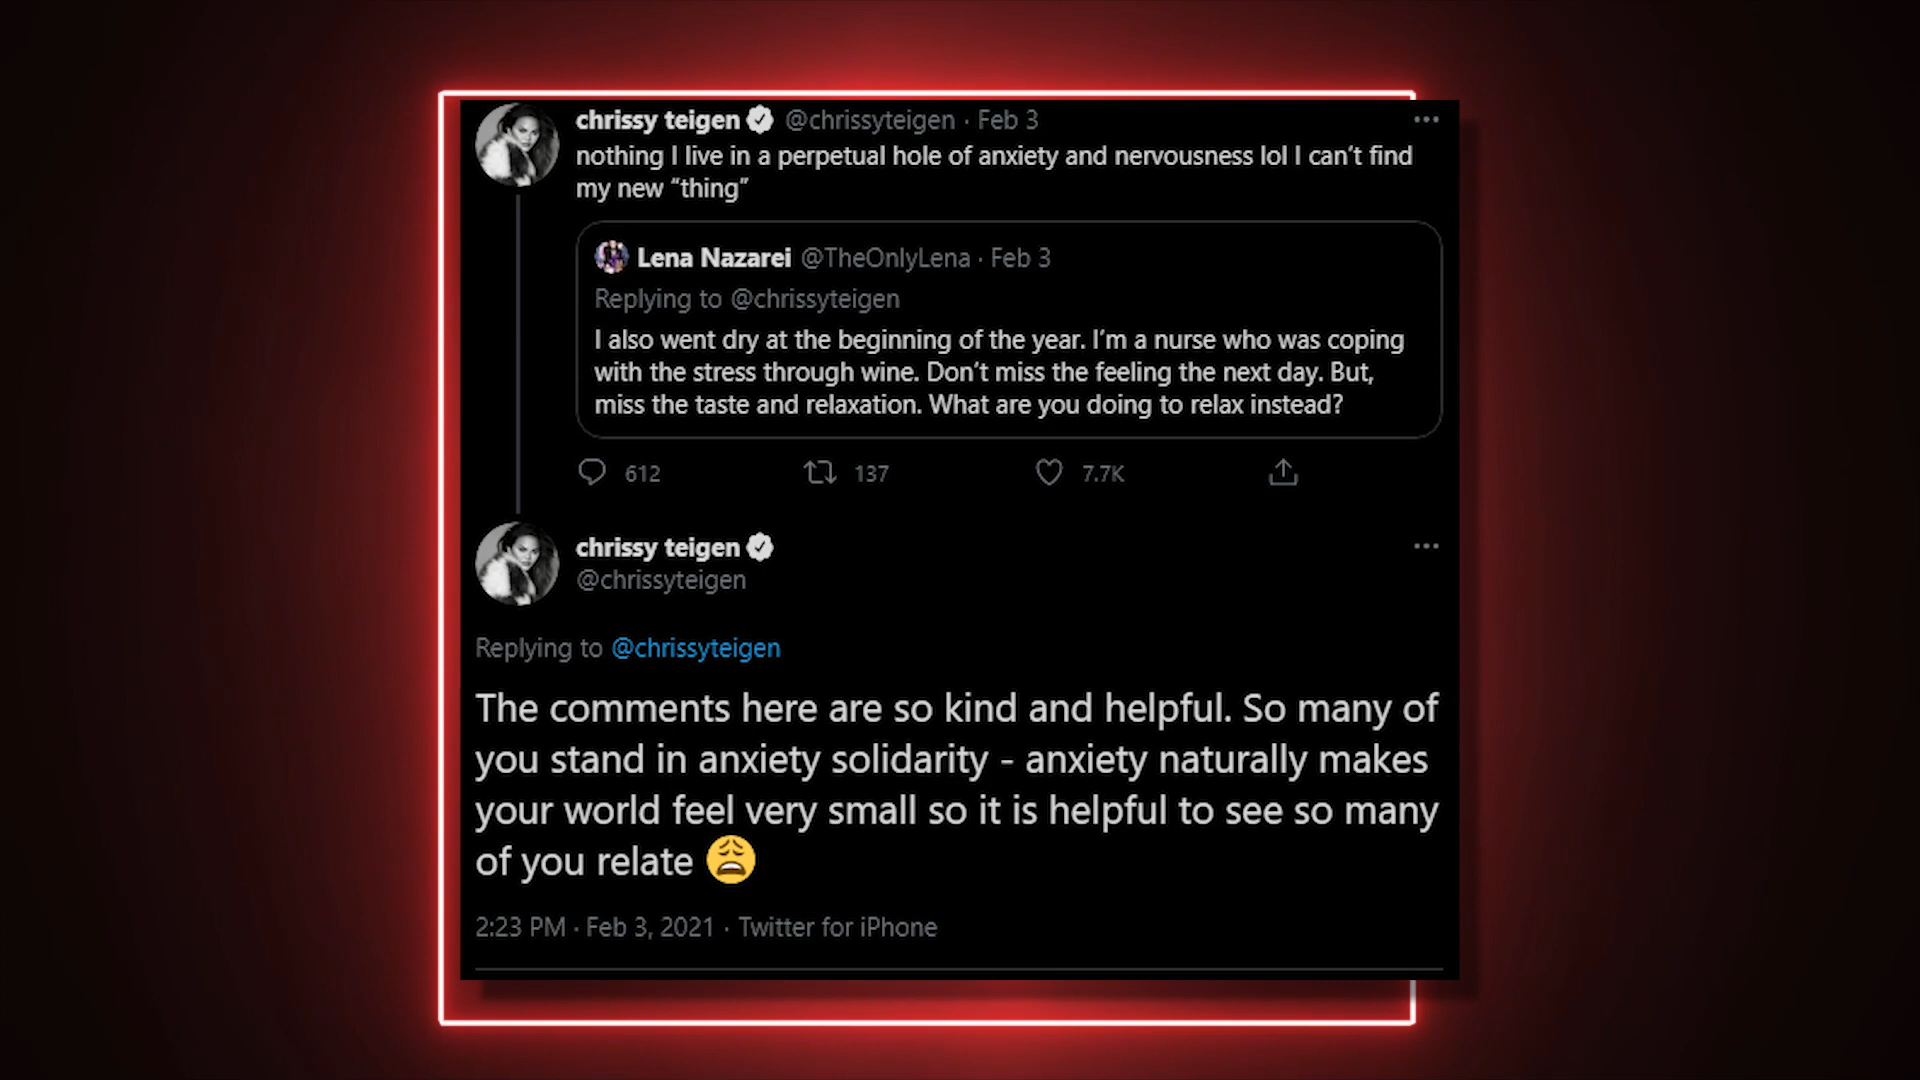 chrissy teigen @chrissyteigen · Feb 3
nothing I live in a perpetual hole of anxiety and nervousness lol I can’t find
my new “thing”
Lena Nazarei @TheOnlyLena · Feb 3
Replying to @chrissyteigen
I also went dry at the beginning of the year. I’m a nurse who was coping
with the stress through wine. Don’t miss the feeling the next day. But,
miss the taste and relaxation. What are you doing to relax instead?
612 137 7.7K
chrissy teigen
@chrissyteigen
Replying to @chrissyteigen
The comments here are so kind and helpful. So many of
you stand in anxiety solidarity - anxiety naturally makes
your world feel very small so it is helpful to see so many
of you relate 😩
2:23 PM · Feb 3, 2021 · Twitter for iPhone